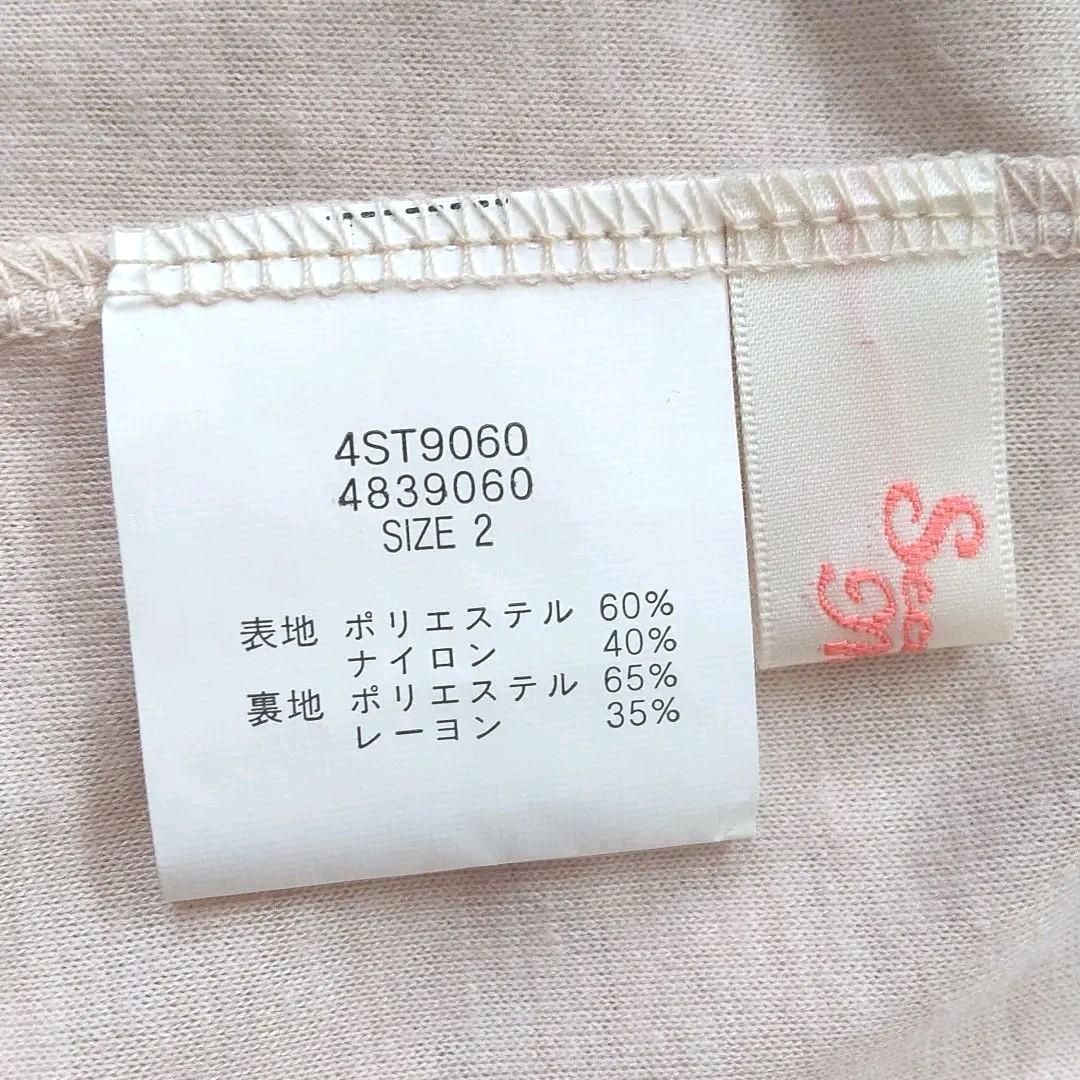 4ST9060
4839060
SIZE 2
表地 ポリエステル 60%
ナイロン 40%
裏地 ポリエステル 65%
レーヨン 35%